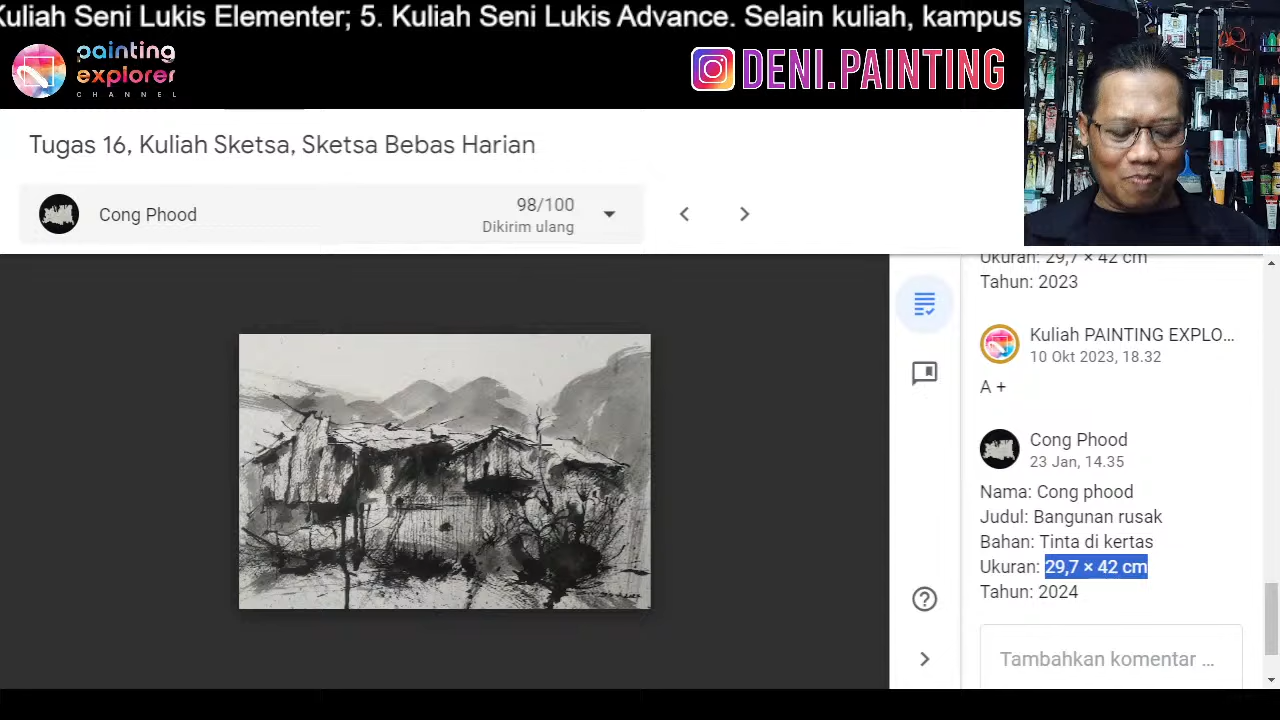 Kuliah Seni Lukis Elementer; 5. Kuliah Seni Lukis Advance. Selain kuliah, kampus
painting
explorer
CHANNEL
DENI.PAINTING
Tugas 16, Kuliah Sketsa, Sketsa Bebas Harian
Cong Phood
98/100
Dikirim ulang
Ukuran: 29,7 × 42 cm
Tahun: 2023
Kuliah PAINTING EXPLO...
10 Okt 2023, 18.32
A +
Cong Phood
23 Jan, 14.35
Nama: Cong phood
Judul: Bangunan rusak
Bahan: Tinta di kertas
Ukuran: 29,7 × 42 cm
Tahun: 2024
Tambahkan komentar ...